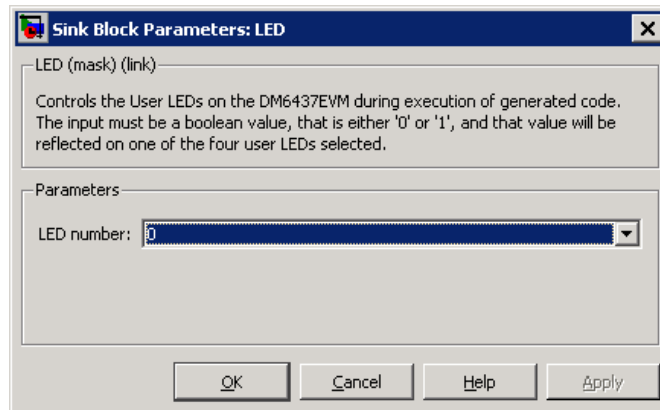 Sink Block Parameters: LED
LED (mask) (link)
Controls the User LEDs on the DM6437EVM during execution of generated code.
The input must be a boolean value, that is either '0' or '1', and that value will be
reflected on one of the four user LEDs selected.
Parameters
LED number: 0
OK Cancel Help Apply